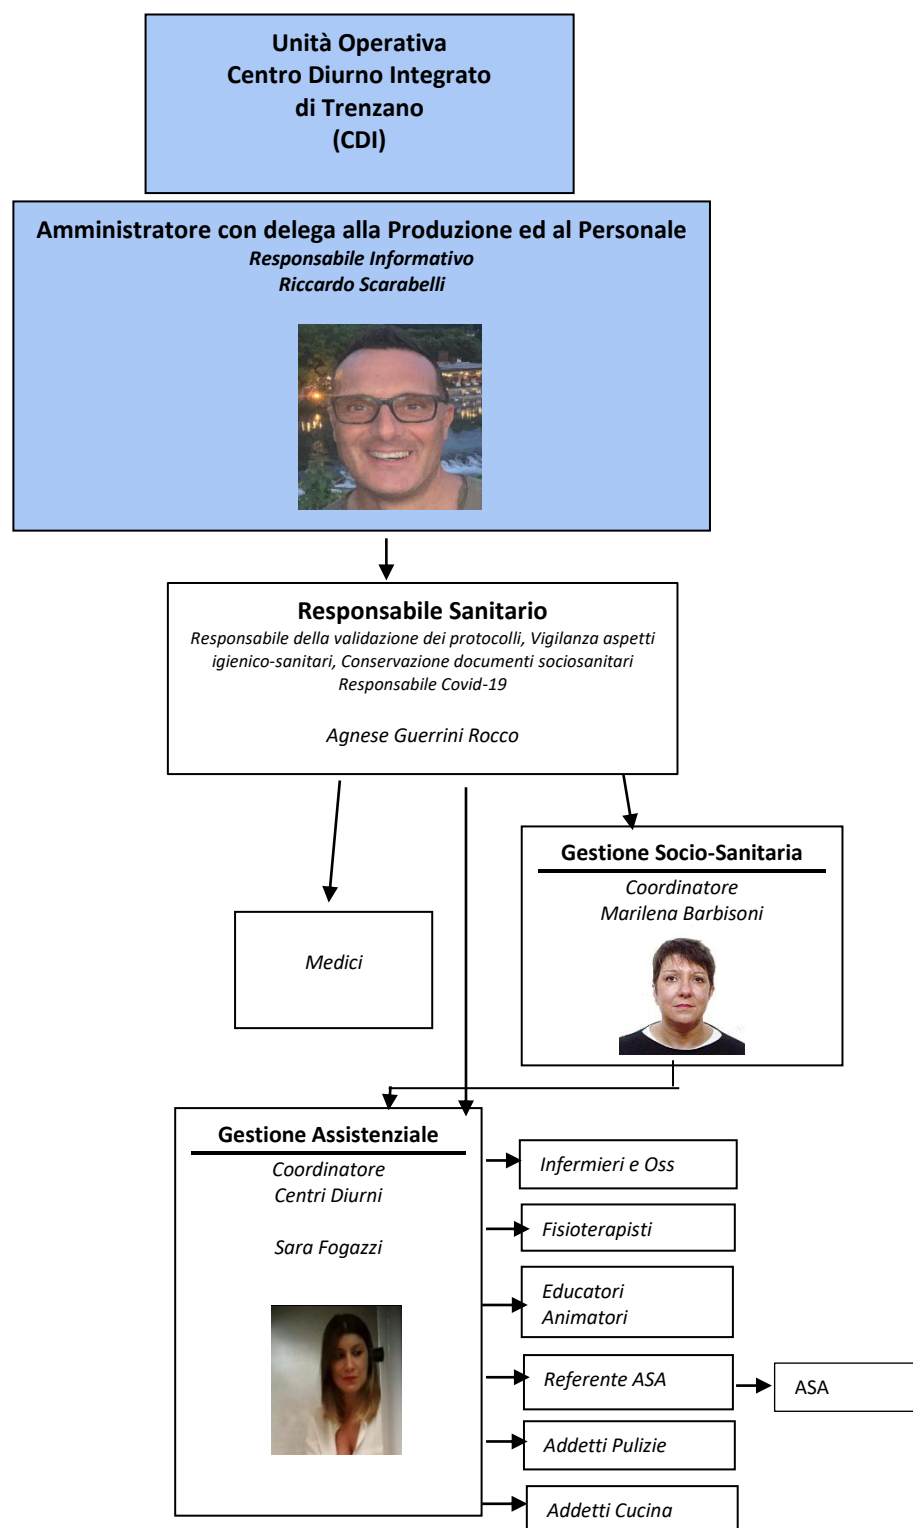 Unità Operativa
Centro Diurno Integrato
di Trenzano
(CDI)
Amministratore con delega alla Produzione ed al Personale
Responsabile Informativo
Riccardo Scarabelli
Responsabile Sanitario
Responsabile della validazione dei protocolli, Vigilanza aspetti
igienico-sanitari, Conservazione documenti sociosanitari
Responsabile Covid-19
Agnese Guerrini Rocco
Gestione Socio-Sanitaria
Coordinatore
Marilena Barbisoni
Medici
Gestione Assistenziale
Coordinatore
Centri Diurni
Sara Fogazzi
Infermieri e Oss
Fisioterapisti
Educatori
Animatori
Referente ASA
ASA
Addetti Pulizie
Addetti Cucina